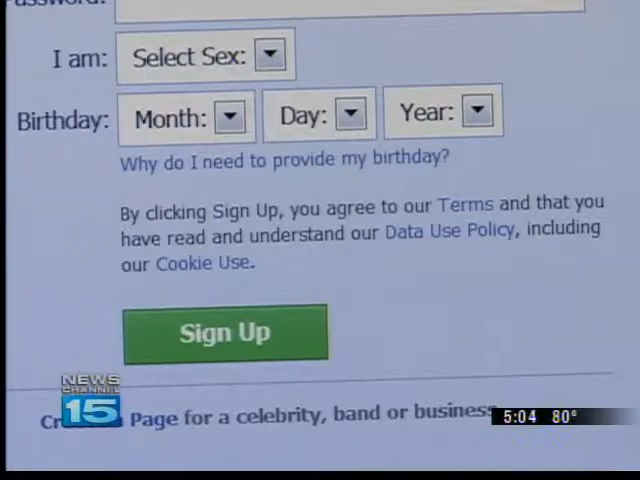 I am: Select Sex:
Birthday: Month: Day: Year:
Why do I need to provide my birthday?
By clicking Sign Up, you agree to our Terms and that you
have read and understand our Data Use Policy, including
our Cookie Use.
Sign Up
NEWS
CHANNEL
15
Page for a celebrity, band or business
5:04 80°